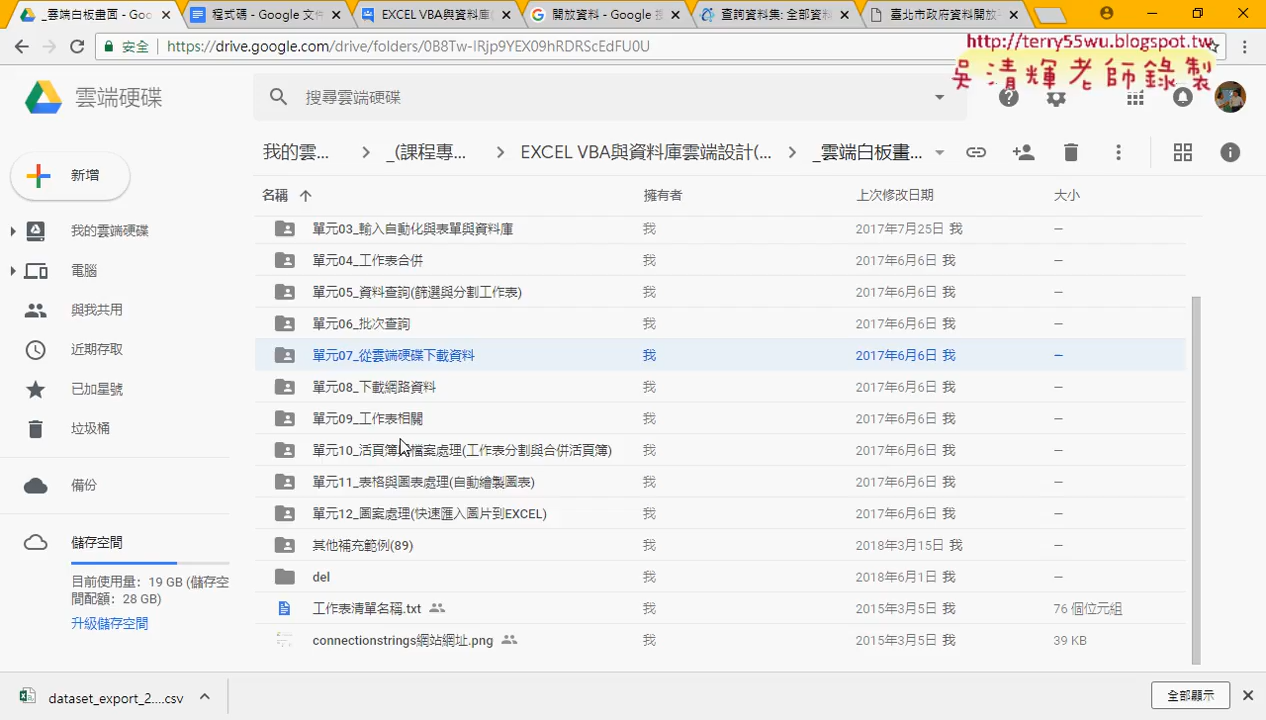 _雲端白板畫面 - Goo
程式碼 - Google 文件
EXCEL VBA與資料庫
開放資料 - Google 搜
查詢資料集: 全部資料
臺北市政府資料開放
安全
https://drive.google.com/drive/folders/0B8Tw-IRjp9YEX09hRDRScEdFU0U
http://terry55wu.blogspot.tw
吳清輝老師錄製
雲端硬碟
搜尋雲端硬碟
新增
我的雲...
_(課程專...
EXCEL VBA與資料庫雲端設計(...
_雲端白板畫...
名稱
擁有者
上次修改日期
大小
我的雲端硬碟
電腦
與我共用
近期存取
已加星號
垃圾桶
備份
儲存空間
目前使用量: 19 GB (儲存空
間配額: 28 GB)
升級儲存空間
單元03_輸入自動化與表單與資料庫 我 2017年7月25日 我 –
單元04_工作表合併 我 2017年6月6日 我 –
單元05_資料查詢(篩選與分割工作表) 我 2017年6月6日 我 –
單元06_批次查詢 我 2017年6月6日 我 –
單元07_從雲端硬碟下載資料 我 2017年6月6日 我 –
單元08_下載網路資料 我 2017年6月6日 我 –
單元09_工作表相關 我 2017年6月6日 我 –
單元10_活頁簿檔案處理(工作表分割與合併活頁簿) 我 2017年6月6日 我 –
單元11_表格與圖表處理(自動繪製圖表) 我 2017年6月6日 我 –
單元12_圖案處理(快速匯入圖片到EXCEL) 我 2017年6月6日 我 –
其他補充範例(89) 我 2018年3月15日 我 –
del 我 2018年6月1日 我 –
工作表清單名稱.txt 我 2015年3月5日 我 76 個位元組
connectionstrings網站網址.png 我 2015年3月5日 我 39 KB
dataset_export_2....csv
全部顯示